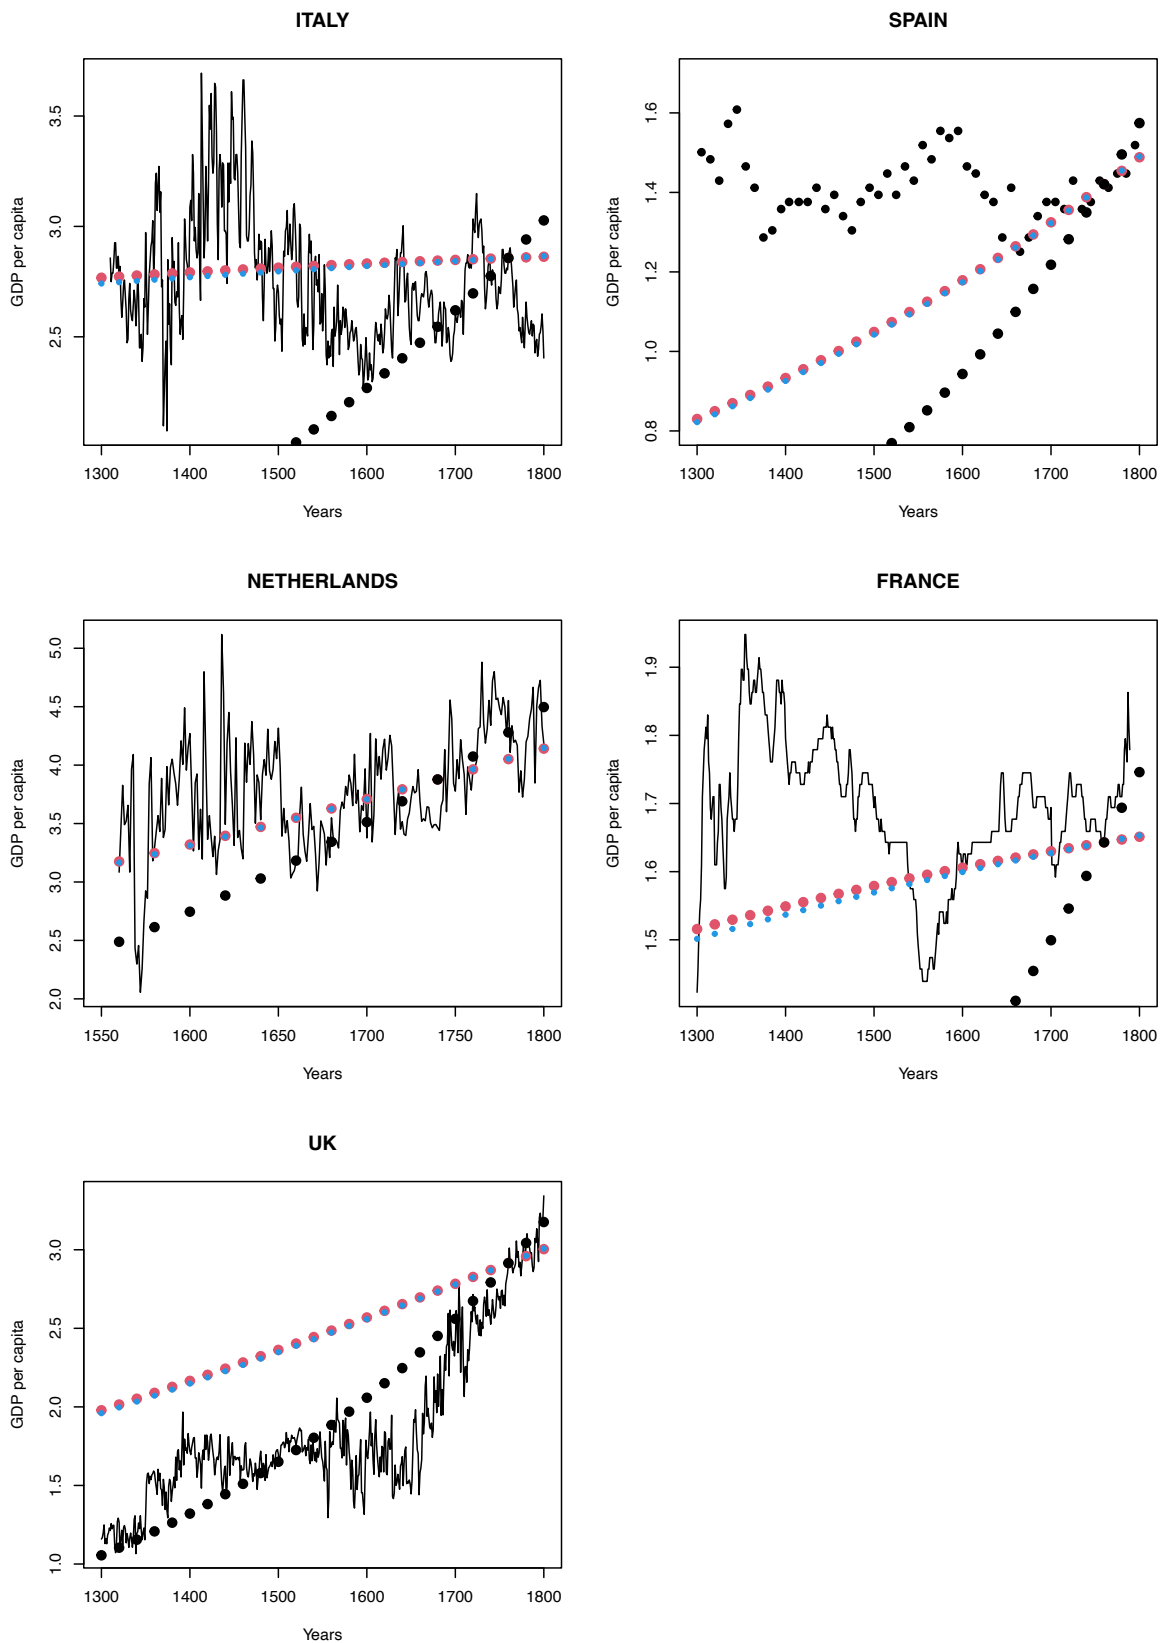 ITALY
GDP per capita
3.5
3.0
2.5
1300 1400 1500 1600 1700 1800
Years
SPAIN
GDP per capita
1.6
1.4
1.2
1.0
0.8
1300 1400 1500 1600 1700 1800
Years
NETHERLANDS
GDP per capita
5.0
4.5
4.0
3.5
3.0
2.5
2.0
1550 1600 1650 1700 1750 1800
Years
FRANCE
GDP per capita
1.9
1.8
1.7
1.6
1.5
1300 1400 1500 1600 1700 1800
Years
UK
GDP per capita
3.0
2.5
2.0
1.5
1.0
1300 1400 1500 1600 1700 1800
Years